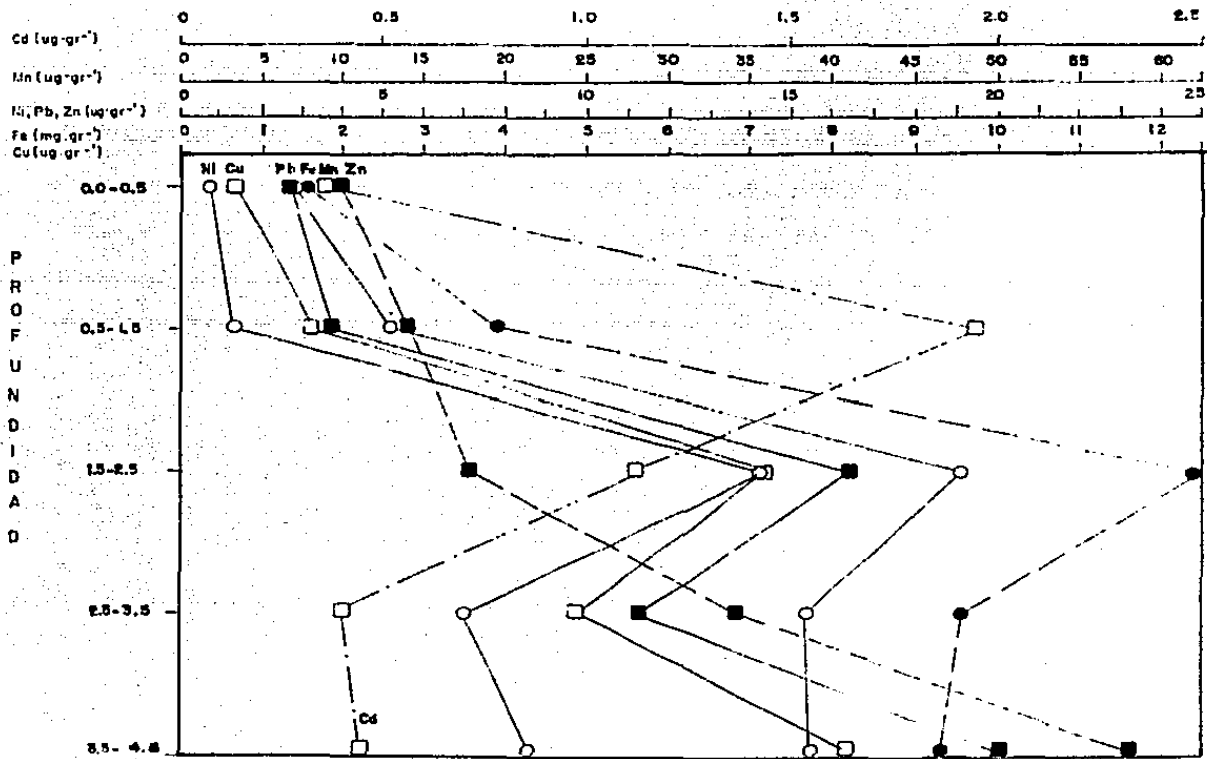 0 0.5 1.0 1.5 2.0 2.5
Cd (ug·gr⁻¹)
0 5 10 15 20 25 30 35 40 45 50 55 60
Mn (ug·gr⁻¹)
0 5 10 15 20 25
Ni, Pb, Zn (ug·gr⁻¹)
0 1 2 3 4 5 6 7 8 9 10 11 12
Fe (mg.gr⁻¹)
Cu (ug.gr⁻¹)
Ni Cu Pb Fe Mn Zn
0.0-0.5
0.5-1.5
1.5-2.5
2.5-3.5
3.5-4.8
PROFUNDIDAD
Cd